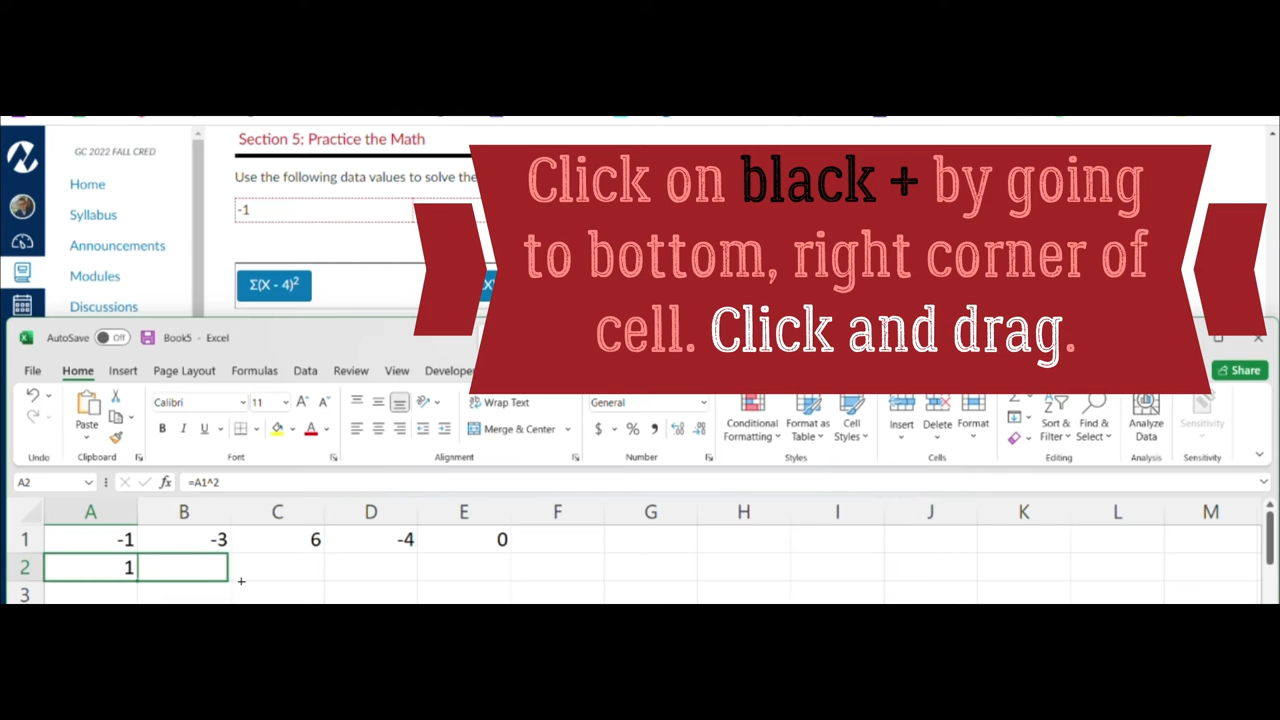 GC 2022 FALL CRED
Home
Syllabus
Announcements
Modules
Discussions
Section 5: Practice the Math
Use the following data values to solve the
-1
Σ(X - 4)²
Click on black + by going
to bottom, right corner of
cell. Click and drag.
AutoSave Off Book5 - Excel
File Home Insert Page Layout Formulas Data Review View Developer
Share
Paste
Calibri 11
Wrap Text
General
B I U
Merge & Center
$ % ,
Conditional Formatting
Format as Table
Cell Styles
Insert Delete Format
Sort & Filter
Find & Select
Analyze Data
Sensitivity
Undo Clipboard Font Alignment Number Styles Cells Editing Analysis Sensitivity
A2 fx =A1^2
A B C D E F G H I J K L M
1 -1 -3 6 -4 0
2 1
3